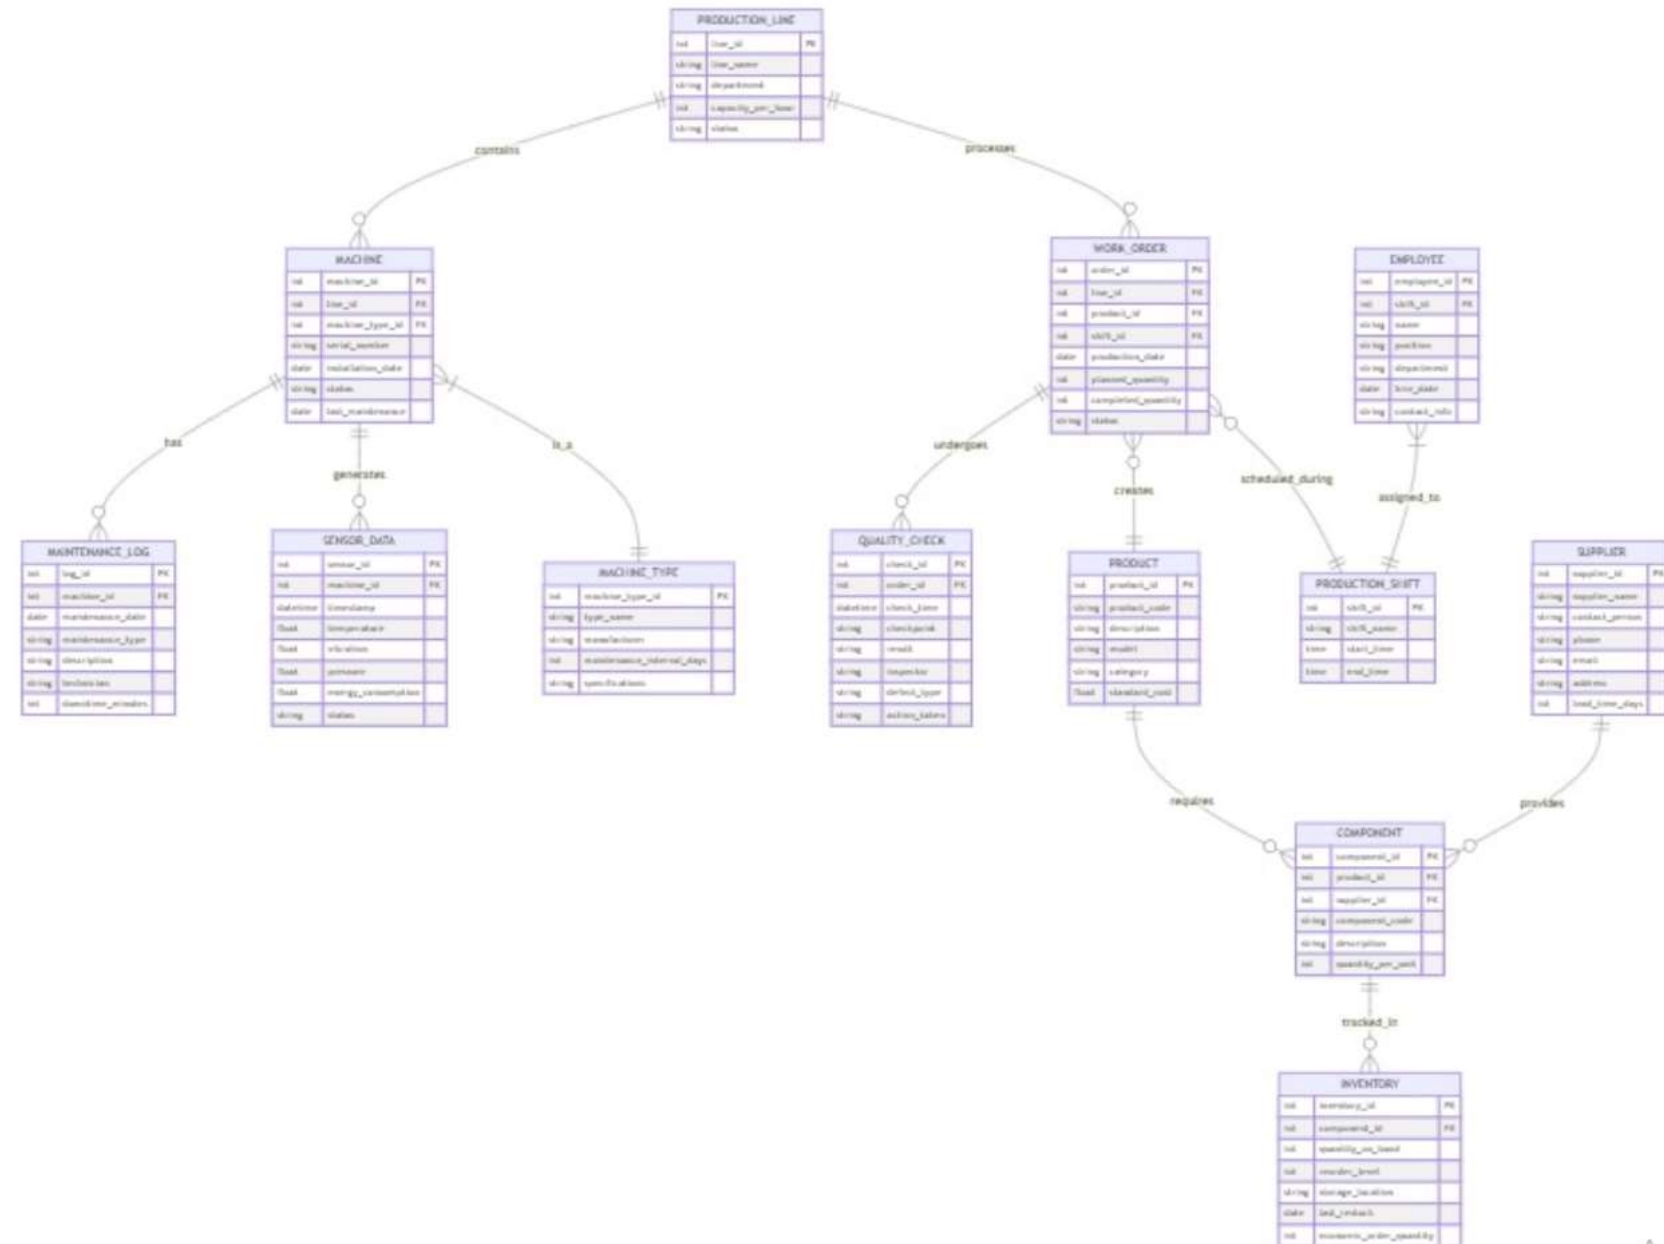 PRODUCTION_LINE
int line_id PK
string line_name
string department
int capacity_per_hour
string status
contains
processes
MACHINE
int machine_id PK
int line_id FK
int machine_type_id FK
string serial_number
date installation_date
string status
date last_maintenance
WORK_ORDER
int order_id PK
int line_id FK
int product_id FK
int shift_id FK
date production_date
int planned_quantity
int completed_quantity
string status
EMPLOYEE
int employee_id PK
int shift_id FK
string name
string position
string department
date hire_date
string contact_info
has
generates
is_a
undergoes
creates
scheduled_during
assigned_to
MAINTENANCE_LOG
int log_id PK
int machine_id FK
date maintenance_date
string maintenance_type
string description
string technician
int downtime_minutes
SENSOR_DATA
int sensor_id PK
int machine_id FK
datetime timestamp
float temperature
float vibration
float pressure
float energy_consumption
string status
MACHINE_TYPE
int machine_type_id PK
string type_name
string manufacturer
int maintenance_interval_days
string specifications
QUALITY_CHECK
int check_id PK
int order_id FK
datetime check_time
string checkpoint
string result
string inspector
string defect_type
string action_taken
PRODUCT
int product_id PK
string product_code
string description
string model
string category
float standard_cost
PRODUCTION_SHIFT
int shift_id PK
string shift_name
time start_time
time end_time
SUPPLIER
int supplier_id PK
string supplier_name
string contact_person
string phone
string email
string address
int lead_time_days
requires
provides
COMPONENT
int component_id PK
int product_id FK
int supplier_id FK
string component_code
string description
int quantity_per_unit
tracked_in
INVENTORY
int inventory_id PK
int component_id FK
int quantity_on_hand
int reorder_level
string storage_location
date last_restock
int economic_order_quantity